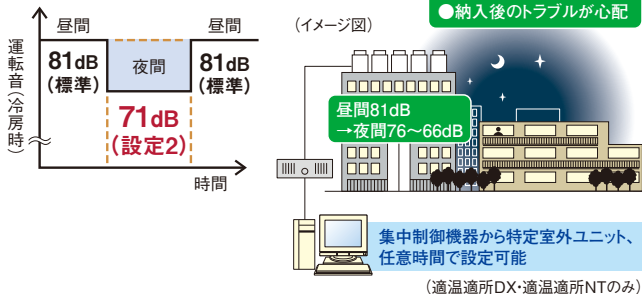 ●納入後のトラブルが心配
昼間
昼間
(イメージ図)
運転音(冷房時)
81dB
(標準)
夜間
81dB
(標準)
71dB
(設定2)
時間
昼間81dB
→夜間76~66dB
集中制御機器から特定室外ユニット、
任意時間で設定可能
(適温適所DX・適温適所NTのみ)